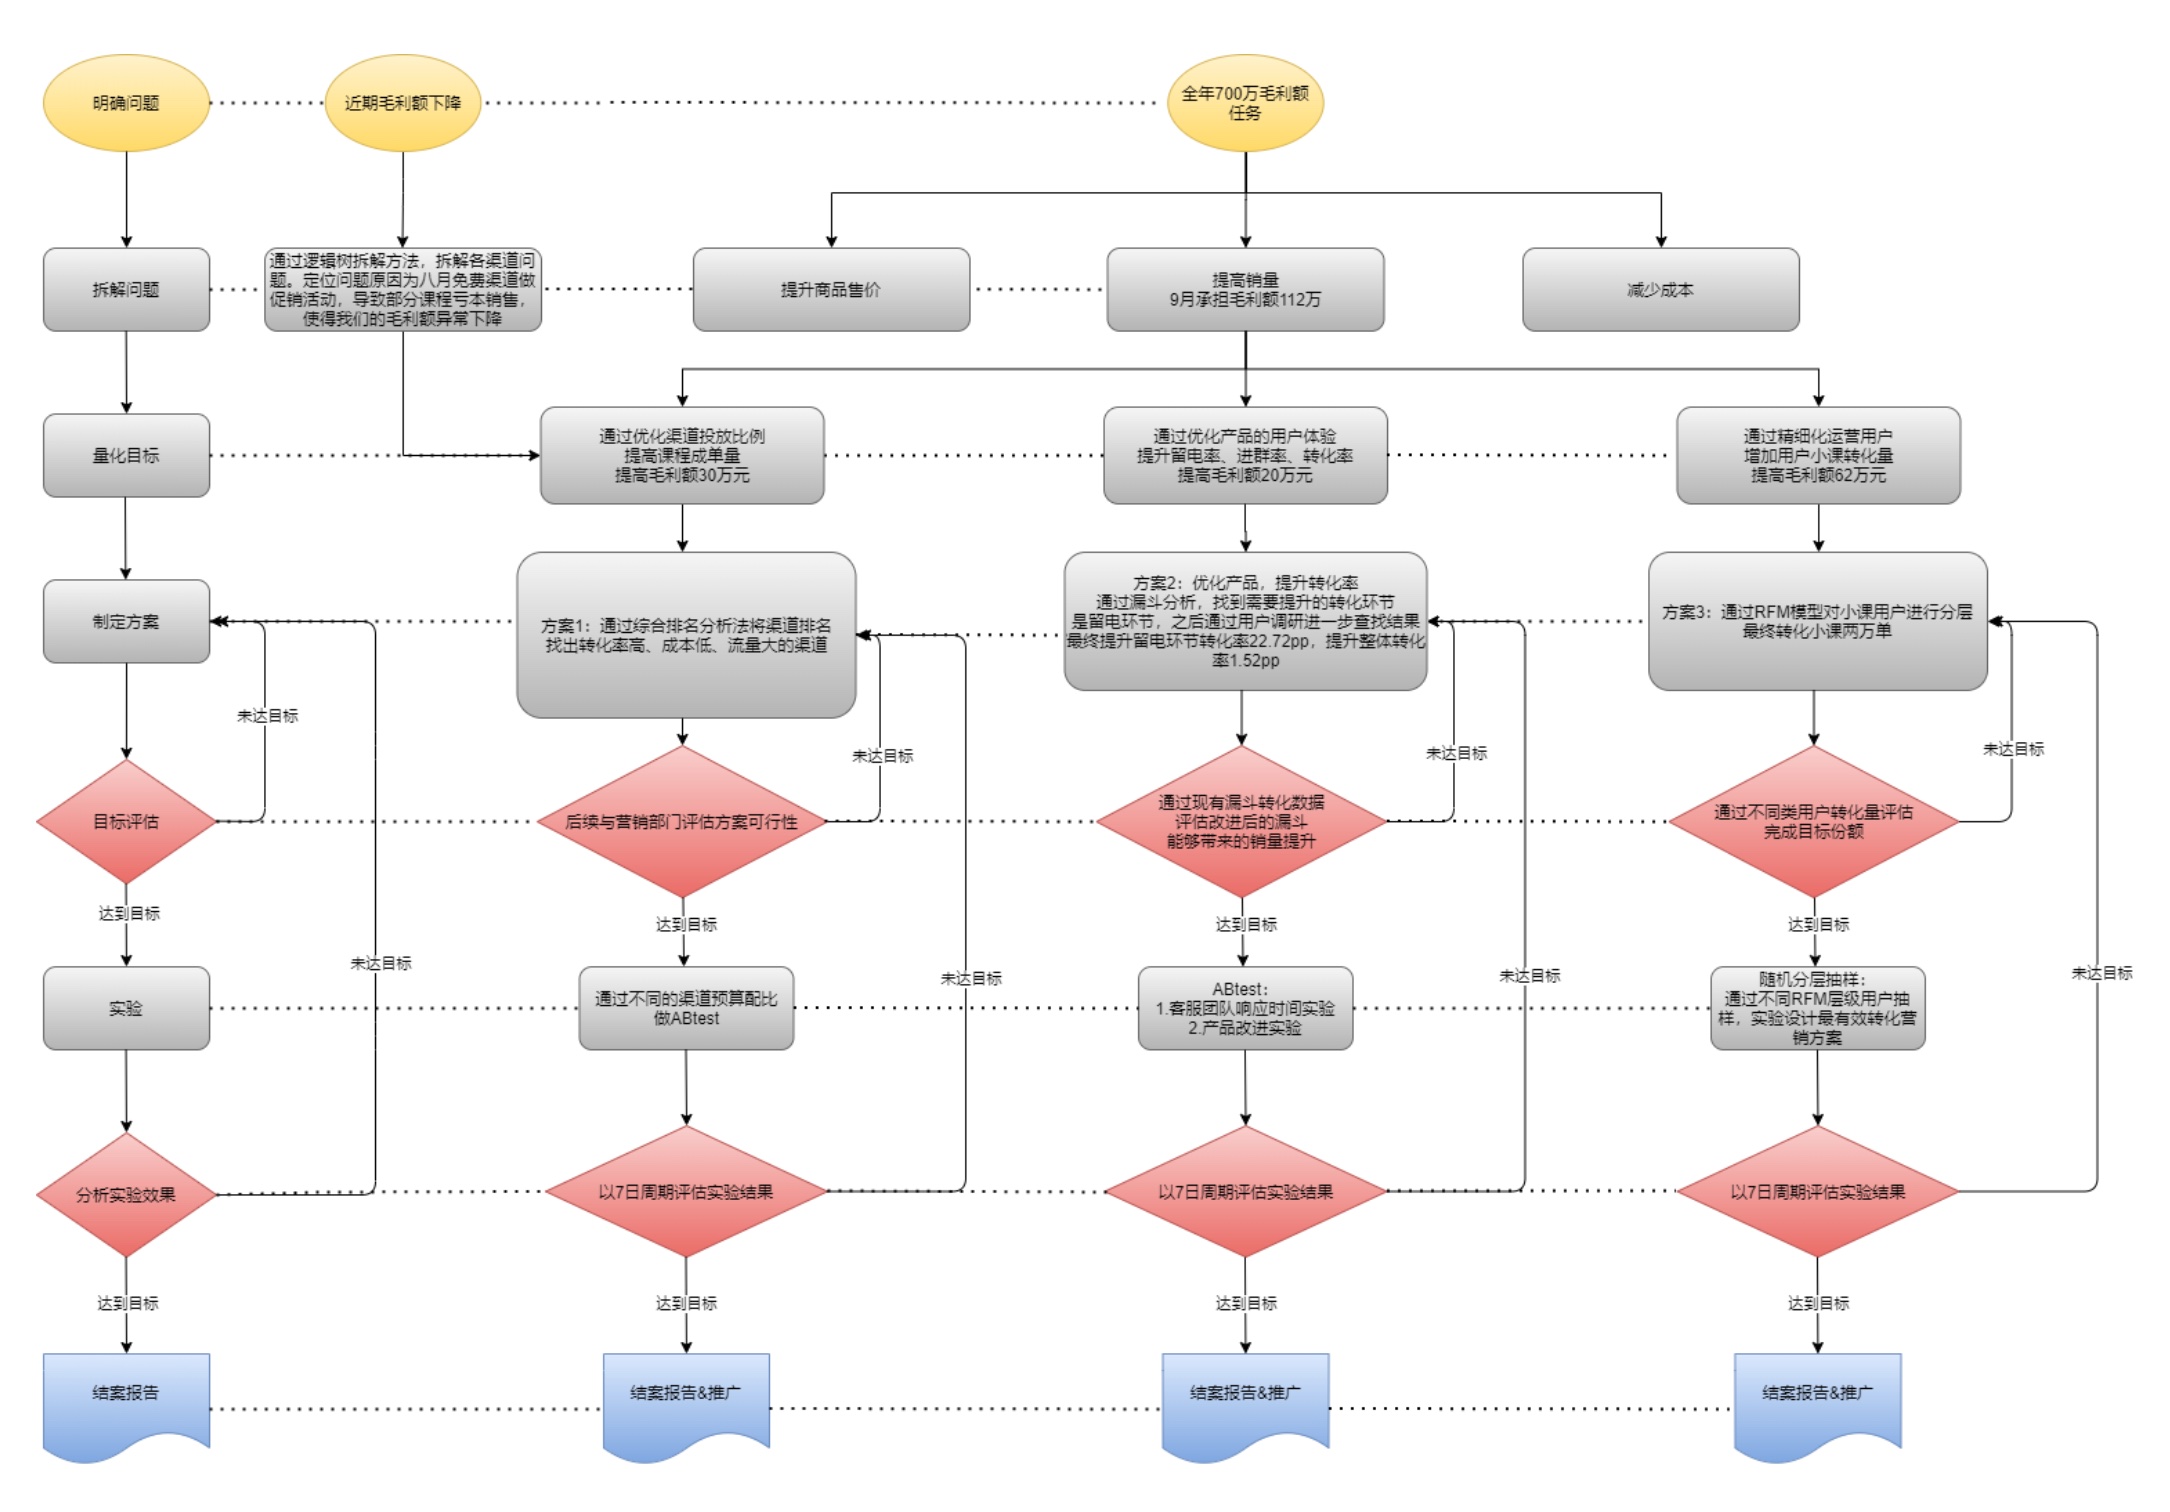 明确问题
近期毛利额下降
全年700万毛利额
任务
拆解问题
通过逻辑树拆解方法，拆解各渠道问
题。定位问题原因为八月免费渠道做
促销活动，导致部分课程亏本销售，
使得我们的毛利额异常下降
提升商品售价
提高销量
9月承担毛利额112万
减少成本
量化目标
通过优化渠道投放比例
提高课程成单量
提高毛利额30万元
通过优化产品的用户体验
提升留电率、进群率、转化率
提高毛利额20万元
通过精细化运营用户
增加用户小课转化量
提高毛利额62万元
制定方案
方案1：通过综合排名分析法将渠道排名
找出转化率高、成本低、流量大的渠道
方案2：优化产品，提升转化率
通过漏斗分析，找到需要提升的转化环节
是留电环节，之后通过用户调研进一步查找结果
最终提升留电环节转化率22.72pp，提升整体转化
率1.52pp
方案3：通过RFM模型对小课用户进行分层
最终转化小课两万单
未达目标
未达目标
未达目标
未达目标
目标评估
后续与营销部门评估方案可行性
通过现有漏斗转化数据
评估改进后的漏斗
能够带来的销量提升
通过不同类用户转化量评估
完成目标份额
达到目标
达到目标
达到目标
达到目标
未达目标
未达目标
未达目标
未达目标
实验
通过不同的渠道预算配比
做ABtest
ABtest：
1.客服团队响应时间实验
2.产品改进实验
随机分层抽样：
通过不同RFM层级用户抽
样，实验设计最有效转化营
销方案
分析实验效果
以7日周期评估实验结果
以7日周期评估实验结果
以7日周期评估实验结果
达到目标
达到目标
达到目标
达到目标
结案报告
结案报告&推广
结案报告&推广
结案报告&推广